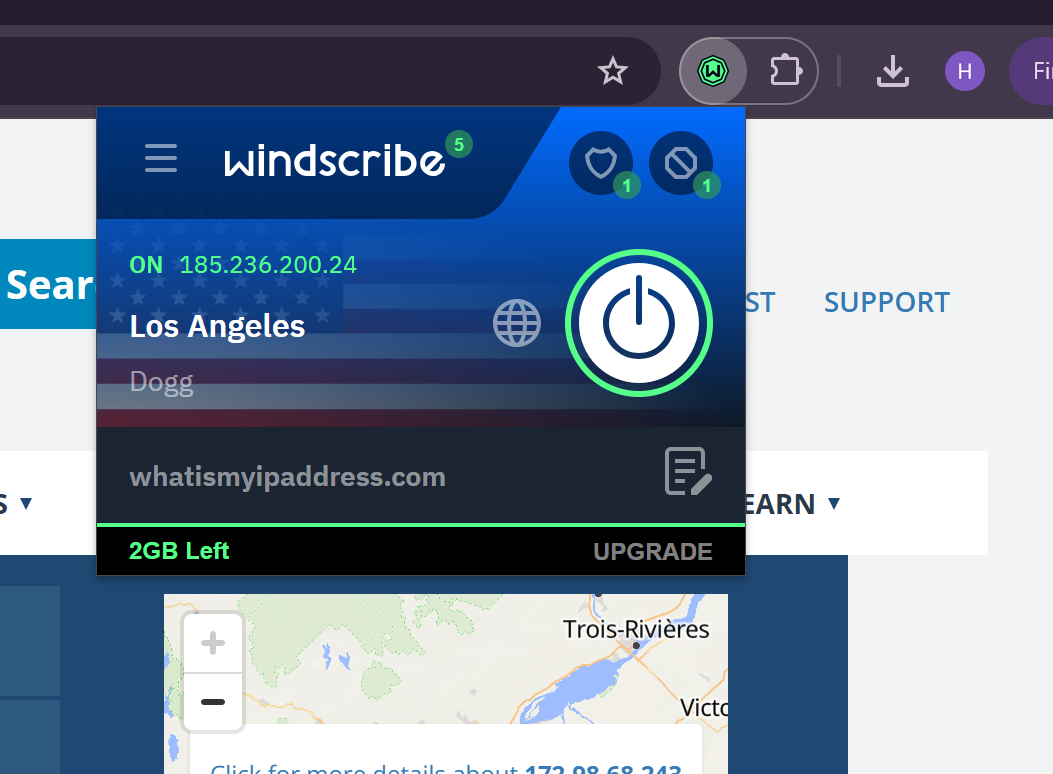 H
Fi
windscribe 5
1
1
ON 185.236.200.24
Sear
Los Angeles
ST
SUPPORT
Dogg
whatismyipaddress.com
S ▼
EARN ▼
2GB Left
UPGRADE
+
Trois-Rivières
−
Victo
Click for more details about 172.98.68.243